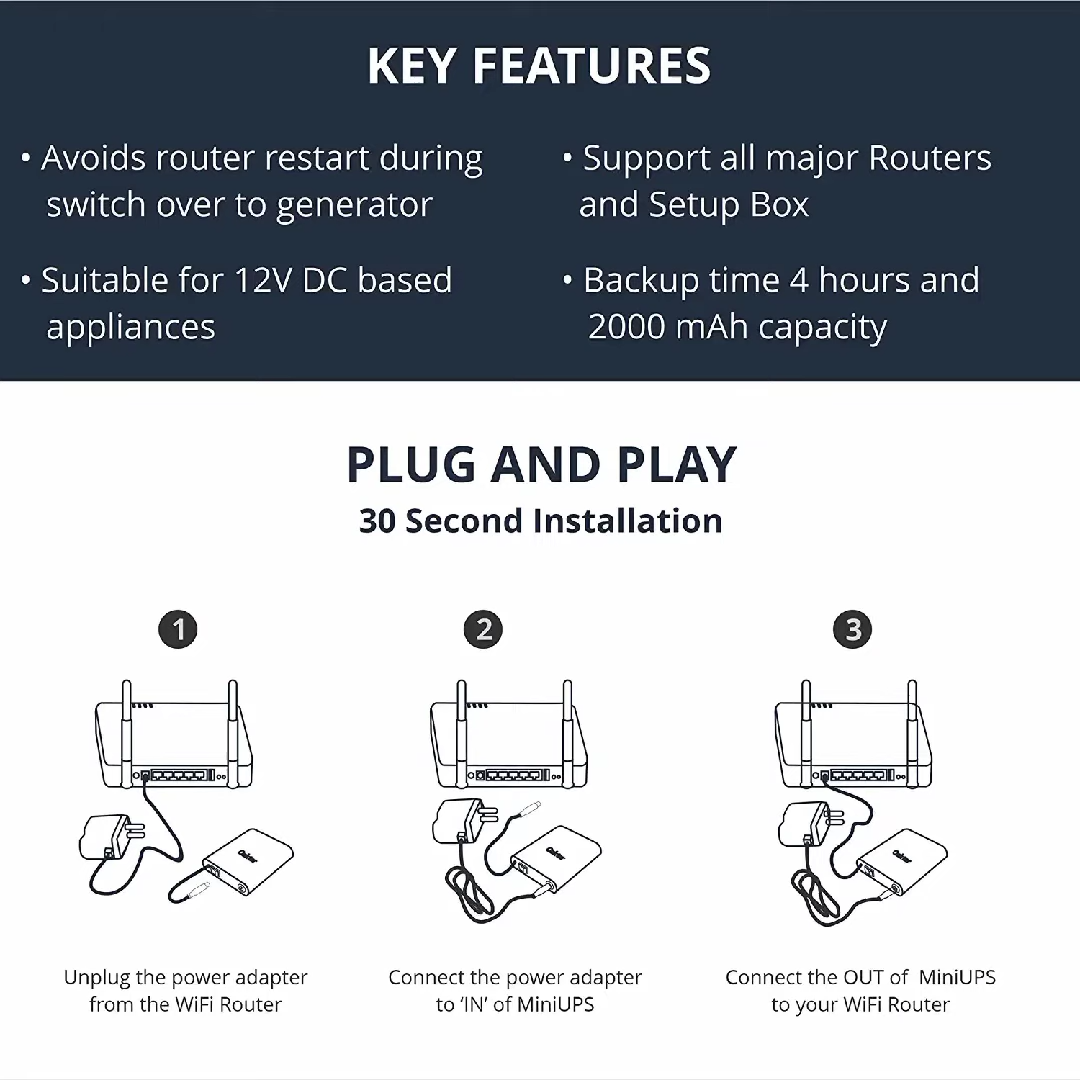 KEY FEATURES
• Avoids router restart during
switch over to generator
• Suitable for 12V DC based
appliances
• Support all major Routers
and Setup Box
• Backup time 4 hours and
2000 mAh capacity
PLUG AND PLAY
30 Second Installation
1
2
3
Unplug the power adapter
from the WiFi Router
Connect the power adapter
to ‘IN’ of MiniUPS
Connect the OUT of MiniUPS
to your WiFi Router